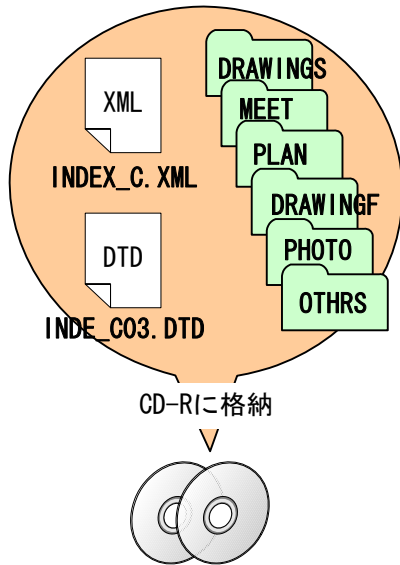 XML
INDEX_C.XML
DTD
INDE_C03.DTD
DRAWINGS
MEET
PLAN
DRAWINGF
PHOTO
OTHRS
CD-Rに格納